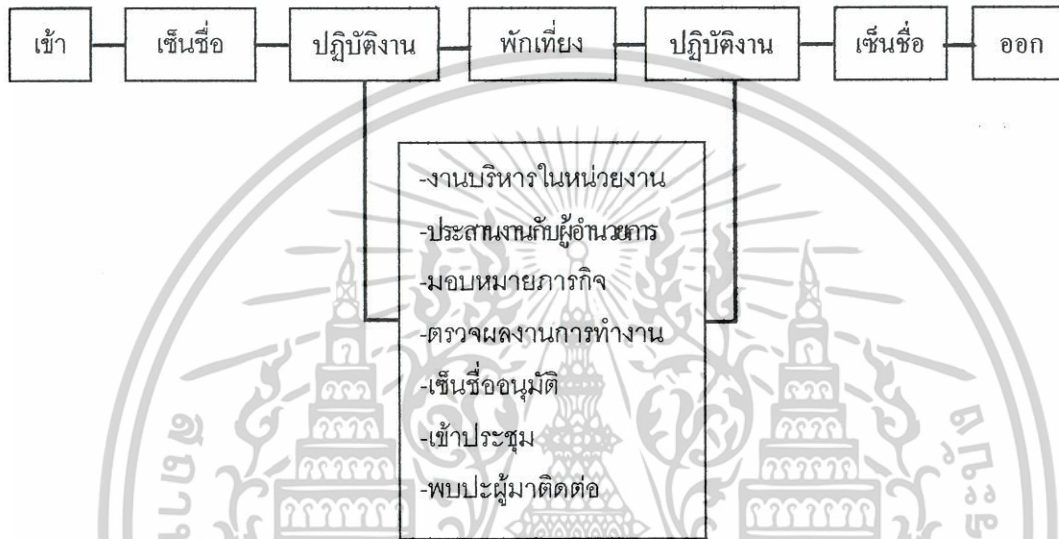 เข้า เซ็นชื่อ ปฏิบัติงาน พักเที่ยง ปฏิบัติงาน เซ็นชื่อ ออก
-งานบริหารในหน่วยงาน
-ประสานงานกับผู้อำนวยการ
-มอบหมายภารกิจ
-ตรวจผลงานการทำงาน
-เซ็นชื่ออนุมัติ
-เข้าประชุม
-พบปะผู้มาติดต่อ